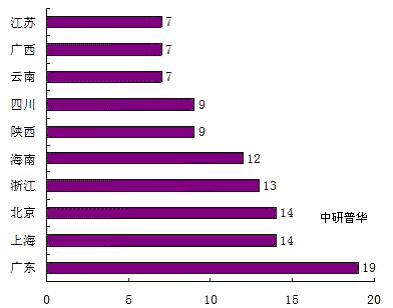 江苏 7
广西 7
云南 7
四川 9
陕西 9
海南 12
浙江 13
北京 14
中研普华
上海 14
广东 19
0 5 10 15 20